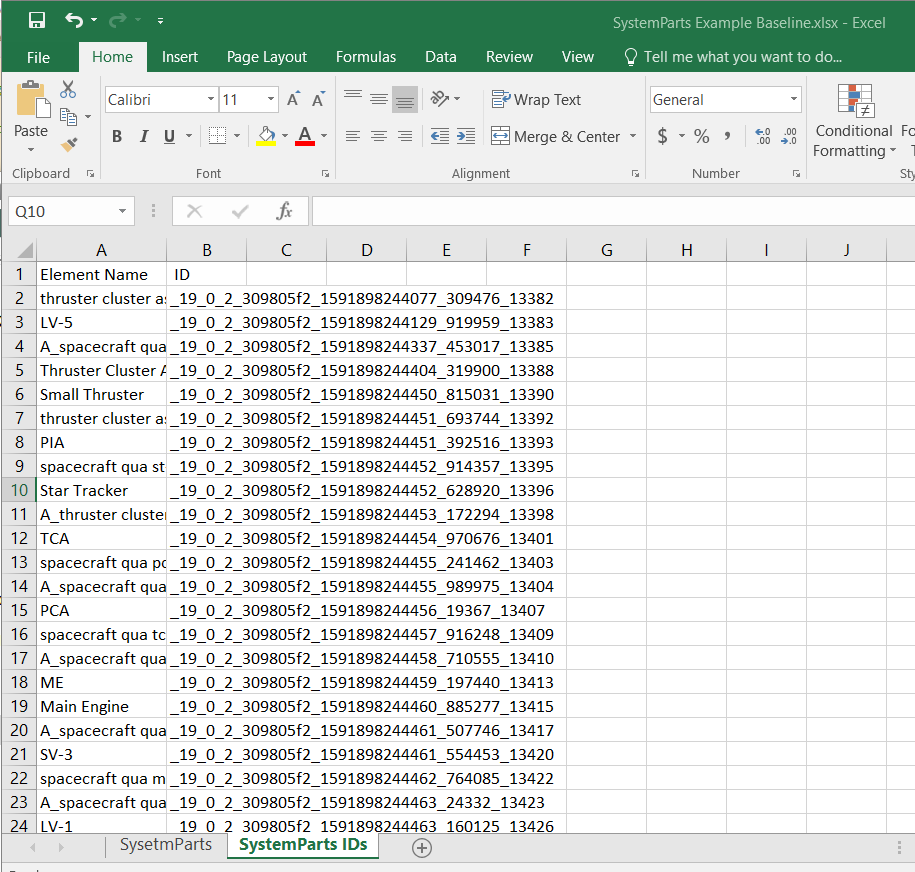 SystemParts Example Baseline.xlsx - Excel
File Home Insert Page Layout Formulas Data Review View Tell me what you want to do...
Calibri 11 A A Wrap Text General
Paste B I U A Merge & Center $ % , .00 .00 Conditional Formatting
Clipboard Font Alignment Number
Q10 fx
A B C D E F G H I J
1 Element Name ID
2 thruster cluster a _19_0_2_309805f2_1591898244077_309476_13382
3 LV-5 _19_0_2_309805f2_1591898244129_919959_13383
4 A_spacecraft qua _19_0_2_309805f2_1591898244337_453017_13385
5 Thruster Cluster A _19_0_2_309805f2_1591898244404_319900_13388
6 Small Thruster _19_0_2_309805f2_1591898244450_815031_13390
7 thruster cluster a _19_0_2_309805f2_1591898244451_693744_13392
8 PIA _19_0_2_309805f2_1591898244451_392516_13393
9 spacecraft qua st _19_0_2_309805f2_1591898244452_914357_13395
10 Star Tracker _19_0_2_309805f2_1591898244452_628920_13396
11 A_thruster cluster _19_0_2_309805f2_1591898244453_172294_13398
12 TCA _19_0_2_309805f2_1591898244454_970676_13401
13 spacecraft qua pc _19_0_2_309805f2_1591898244455_241462_13403
14 A_spacecraft qua _19_0_2_309805f2_1591898244455_989975_13404
15 PCA _19_0_2_309805f2_1591898244456_19367_13407
16 spacecraft qua tc _19_0_2_309805f2_1591898244457_916248_13409
17 A_spacecraft qua _19_0_2_309805f2_1591898244458_710555_13410
18 ME _19_0_2_309805f2_1591898244459_197440_13413
19 Main Engine _19_0_2_309805f2_1591898244460_885277_13415
20 A_spacecraft qua _19_0_2_309805f2_1591898244461_507746_13417
21 SV-3 _19_0_2_309805f2_1591898244461_554453_13420
22 spacecraft qua m _19_0_2_309805f2_1591898244462_764085_13422
23 A_spacecraft qua _19_0_2_309805f2_1591898244463_24332_13423
24 LV-1 _19_0_2_309805f2_1591898244463_160125_13426
SysetmParts SystemParts IDs